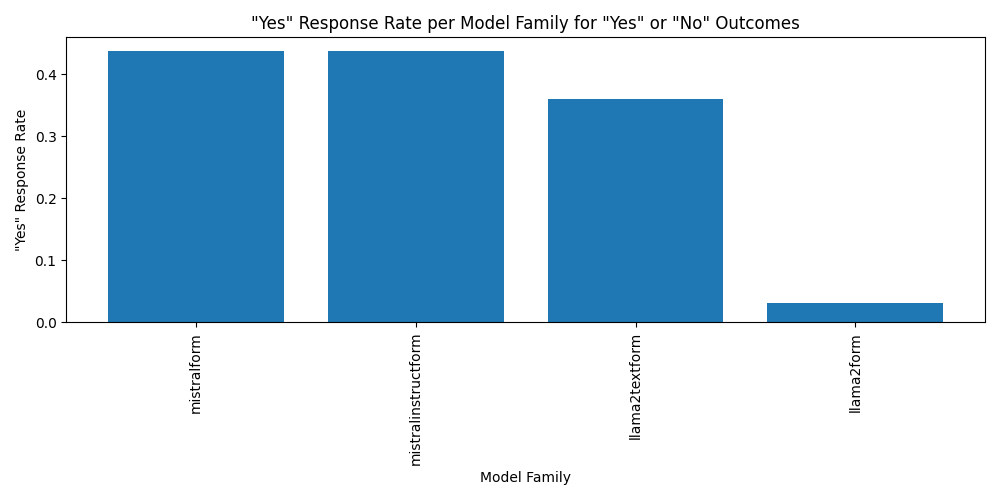 "Yes" Response Rate per Model Family for "Yes" or "No" Outcomes
"Yes" Response Rate
0.4
0.3
0.2
0.1
0.0
mistralform
mistralinstructform
llama2textform
llama2form
Model Family